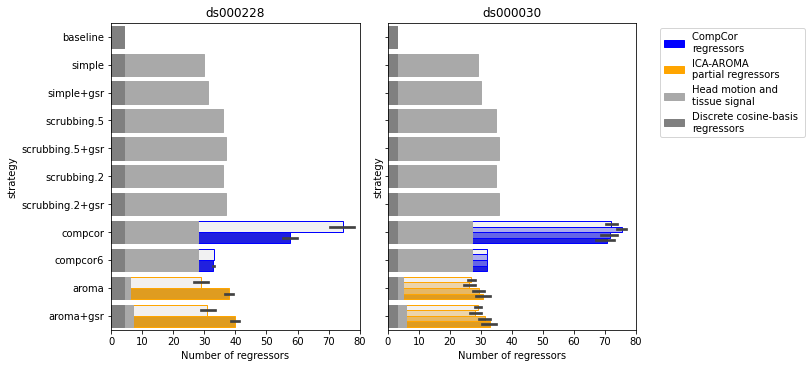 ds000228
ds000030
strategy
baseline
simple
simple+gsr
scrubbing.5
scrubbing.5+gsr
scrubbing.2
scrubbing.2+gsr
compcor
compcor6
aroma
aroma+gsr
0 10 20 30 40 50 60 70 80
Number of regressors
strategy
0 10 20 30 40 50 60 70 80
Number of regressors
CompCor
regressors
ICA-AROMA
partial regressors
Head motion and
tissue signal
Discrete cosine-basis
regressors